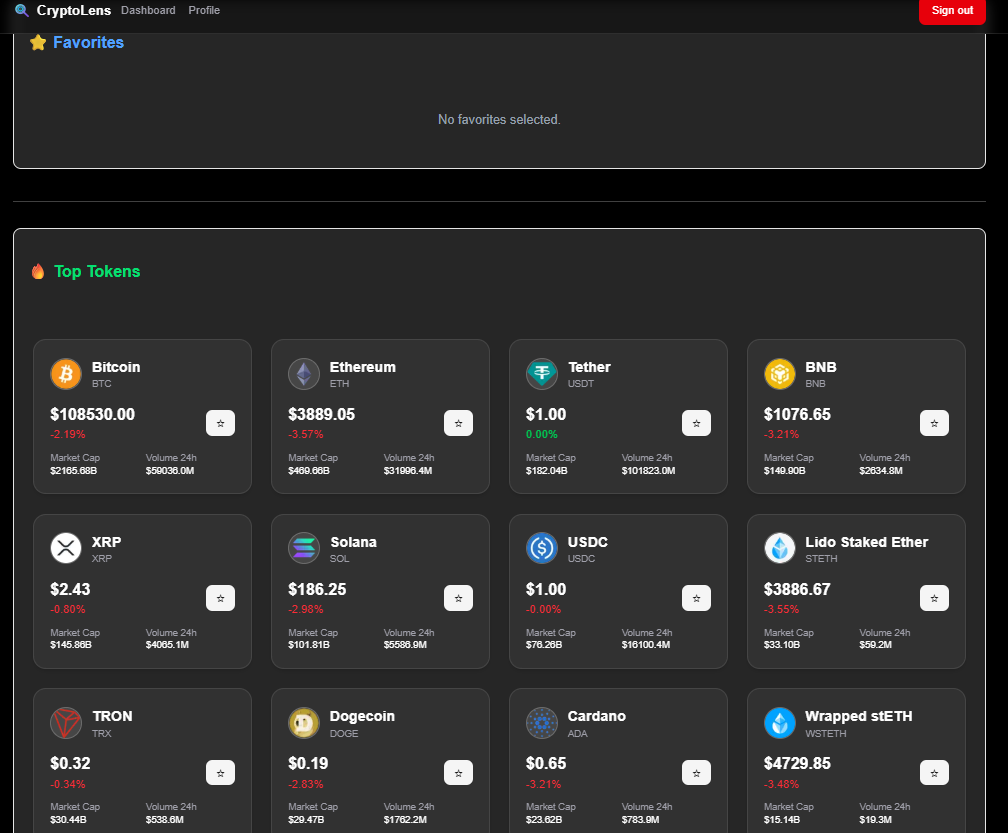 CryptoLens Dashboard Profile Sign out
Favorites
No favorites selected.
Top Tokens
Bitcoin
BTC
$108530.00
-2.19%
Market Cap Volume 24h
$2165.68B $59036.0M
Ethereum
ETH
$3889.05
-3.57%
Market Cap Volume 24h
$469.66B $31996.4M
Tether
USDT
$1.00
0.00%
Market Cap Volume 24h
$182.04B $101823.0M
BNB
BNB
$1076.65
-3.21%
Market Cap Volume 24h
$149.90B $2634.8M
XRP
XRP
$2.43
-0.80%
Market Cap Volume 24h
$145.86B $4065.1M
Solana
SOL
$186.25
-2.98%
Market Cap Volume 24h
$101.81B $5586.9M
USDC
USDC
$1.00
-0.00%
Market Cap Volume 24h
$76.26B $16100.4M
Lido Staked Ether
STETH
$3886.67
-3.55%
Market Cap Volume 24h
$33.10B $59.2M
TRON
TRX
$0.32
-0.34%
Market Cap Volume 24h
$30.44B $538.6M
Dogecoin
DOGE
$0.19
-2.83%
Market Cap Volume 24h
$29.47B $1762.2M
Cardano
ADA
$0.65
-3.21%
Market Cap Volume 24h
$23.62B $783.9M
Wrapped stETH
WSTETH
$4729.85
-3.48%
Market Cap Volume 24h
$15.14B $19.3M